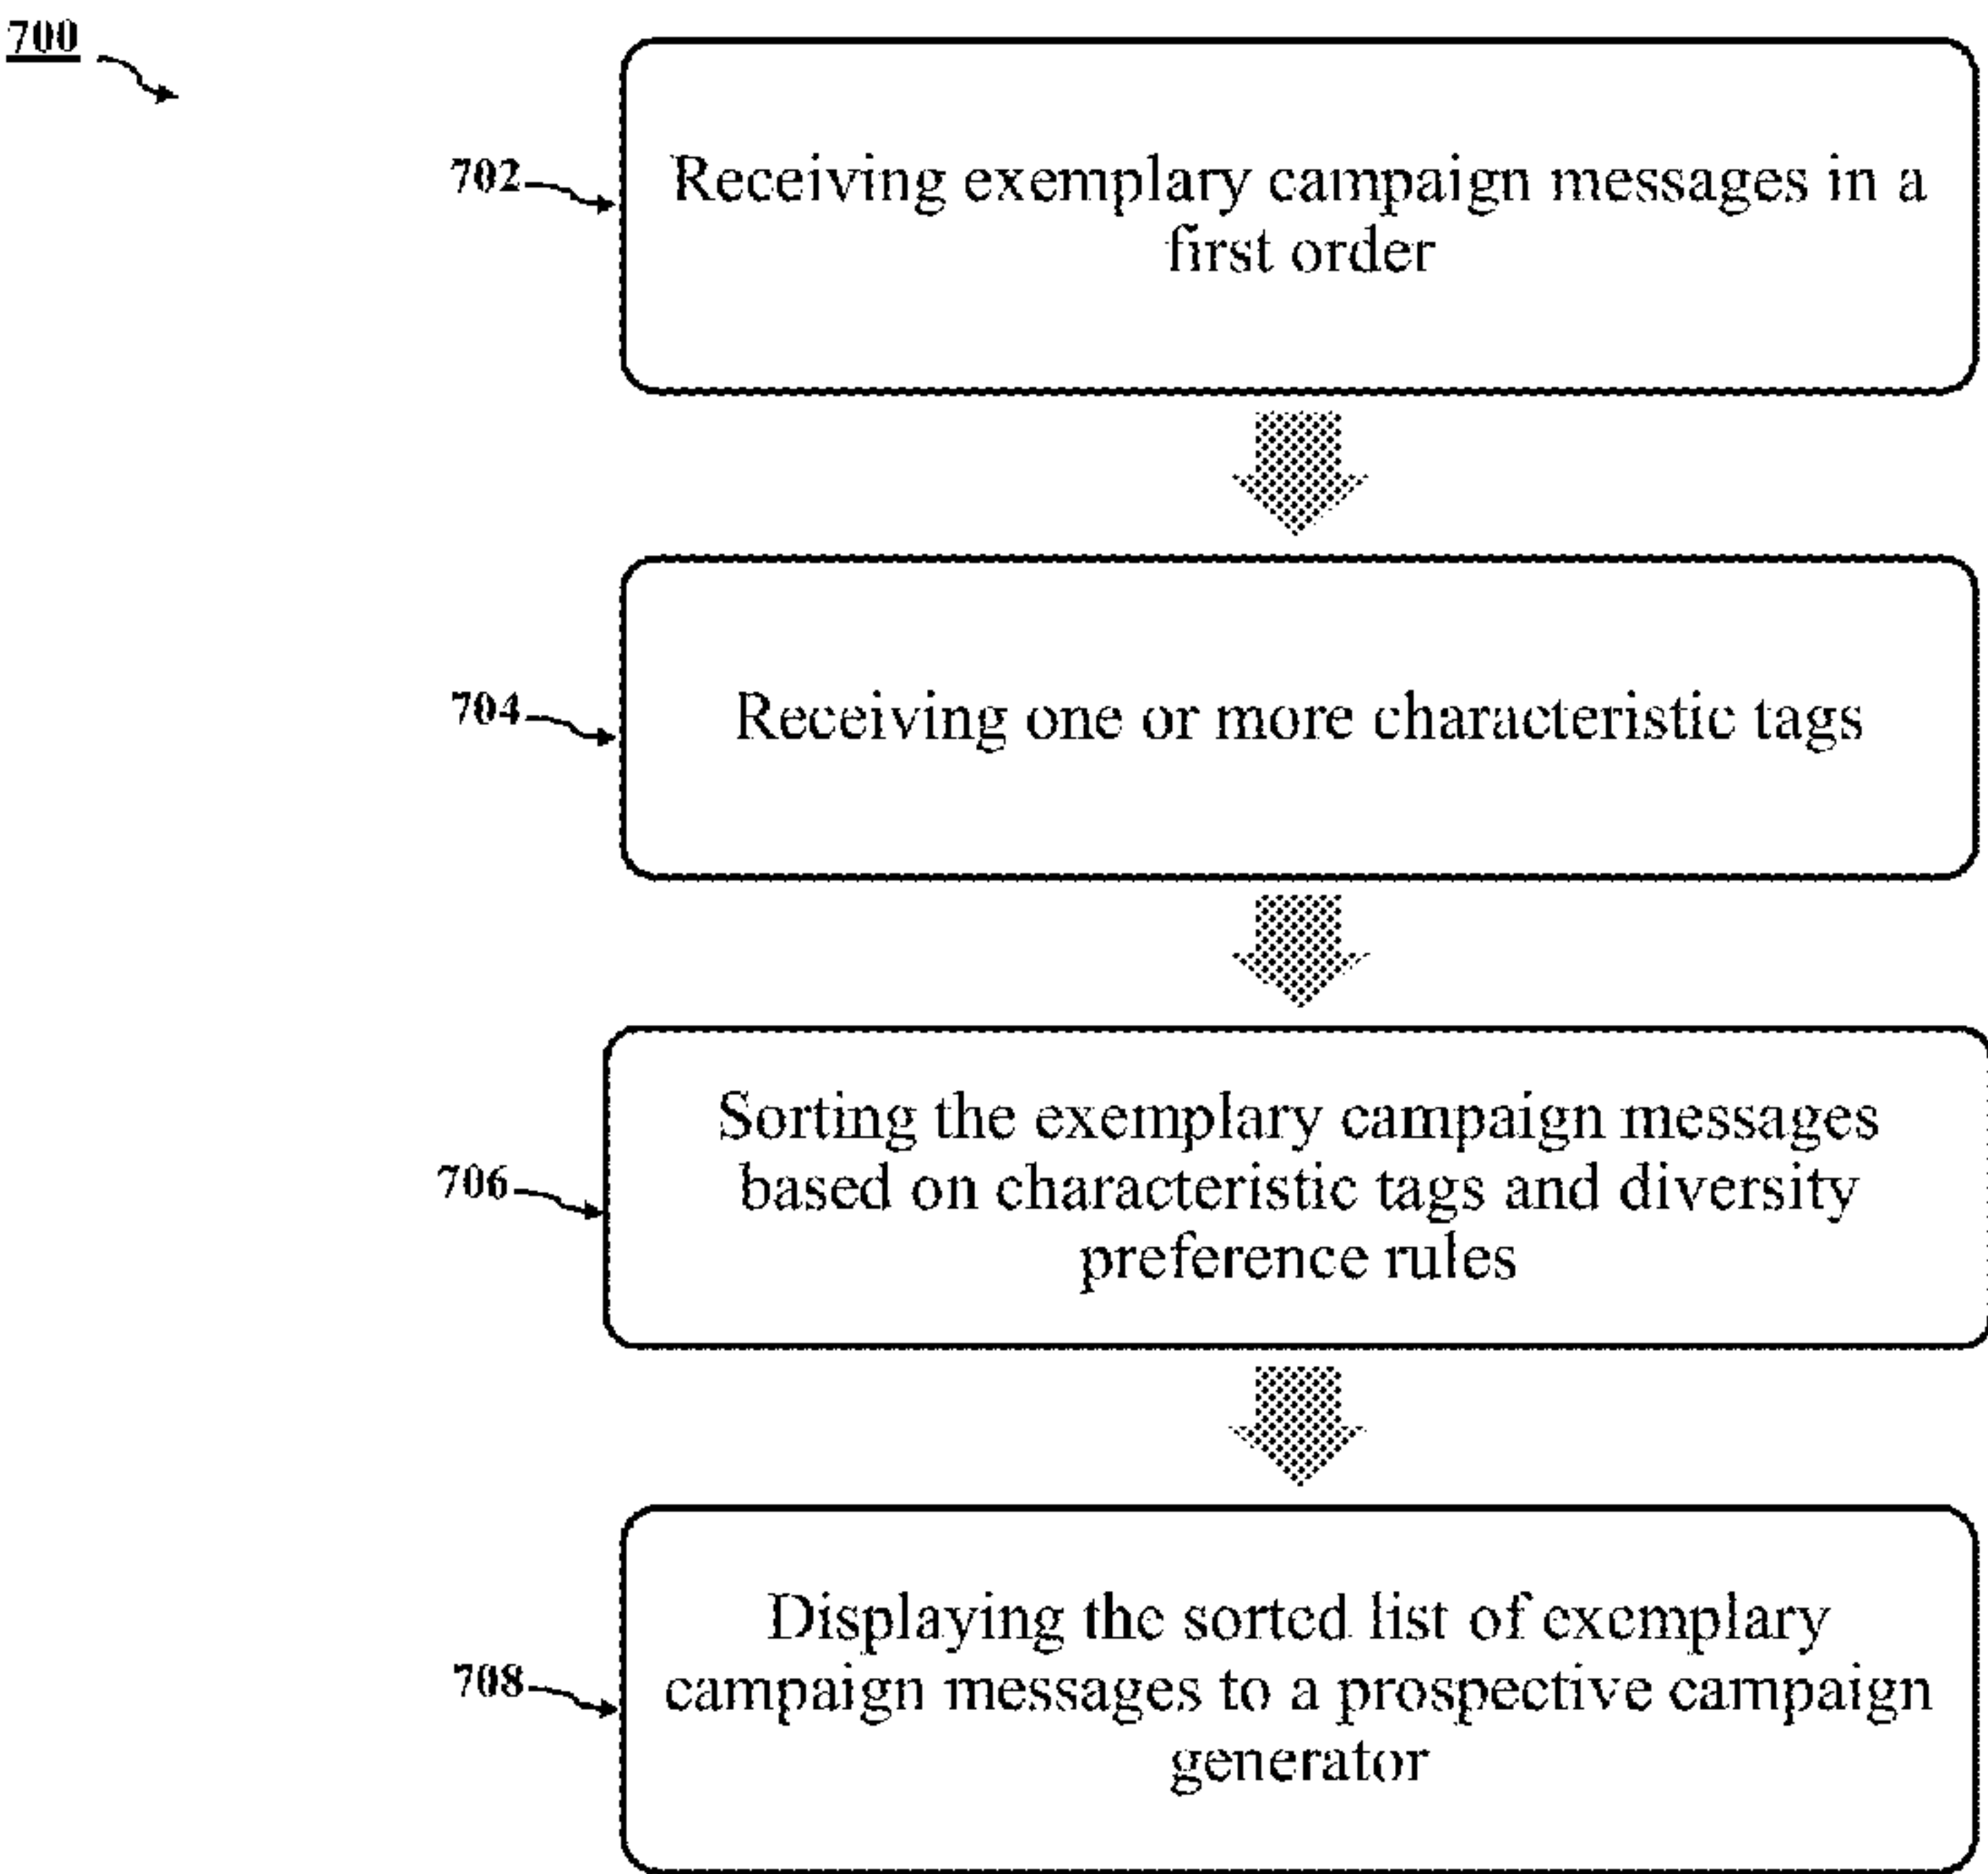 700
702
Receiving exemplary campaign messages in a
first order
704
Receiving one or more characteristic tags
706
Sorting the exemplary campaign messages
based on characteristic tags and diversity
preference rules
708
Displaying the sorted list of exemplary
campaign messages to a prospective campaign
generator